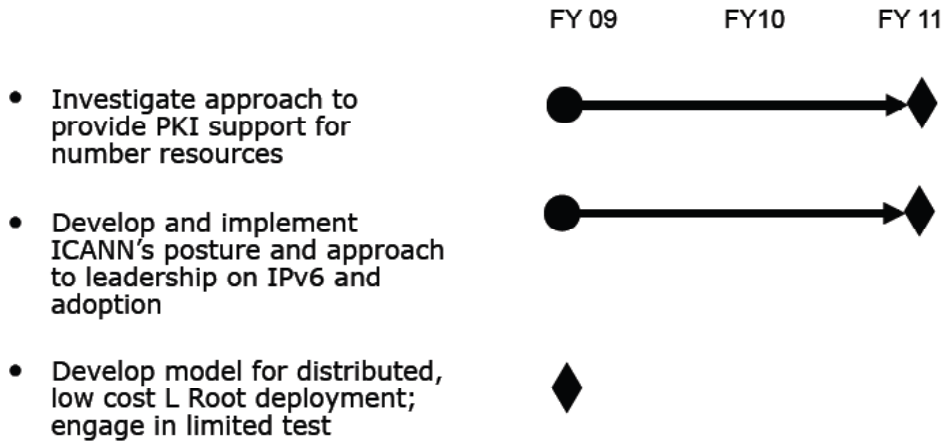 FY 09 FY10 FY 11
• Investigate approach to
provide PKI support for
number resources
• Develop and implement
ICANN's posture and approach
to leadership on IPv6 and
adoption
• Develop model for distributed,
low cost L Root deployment;
engage in limited test